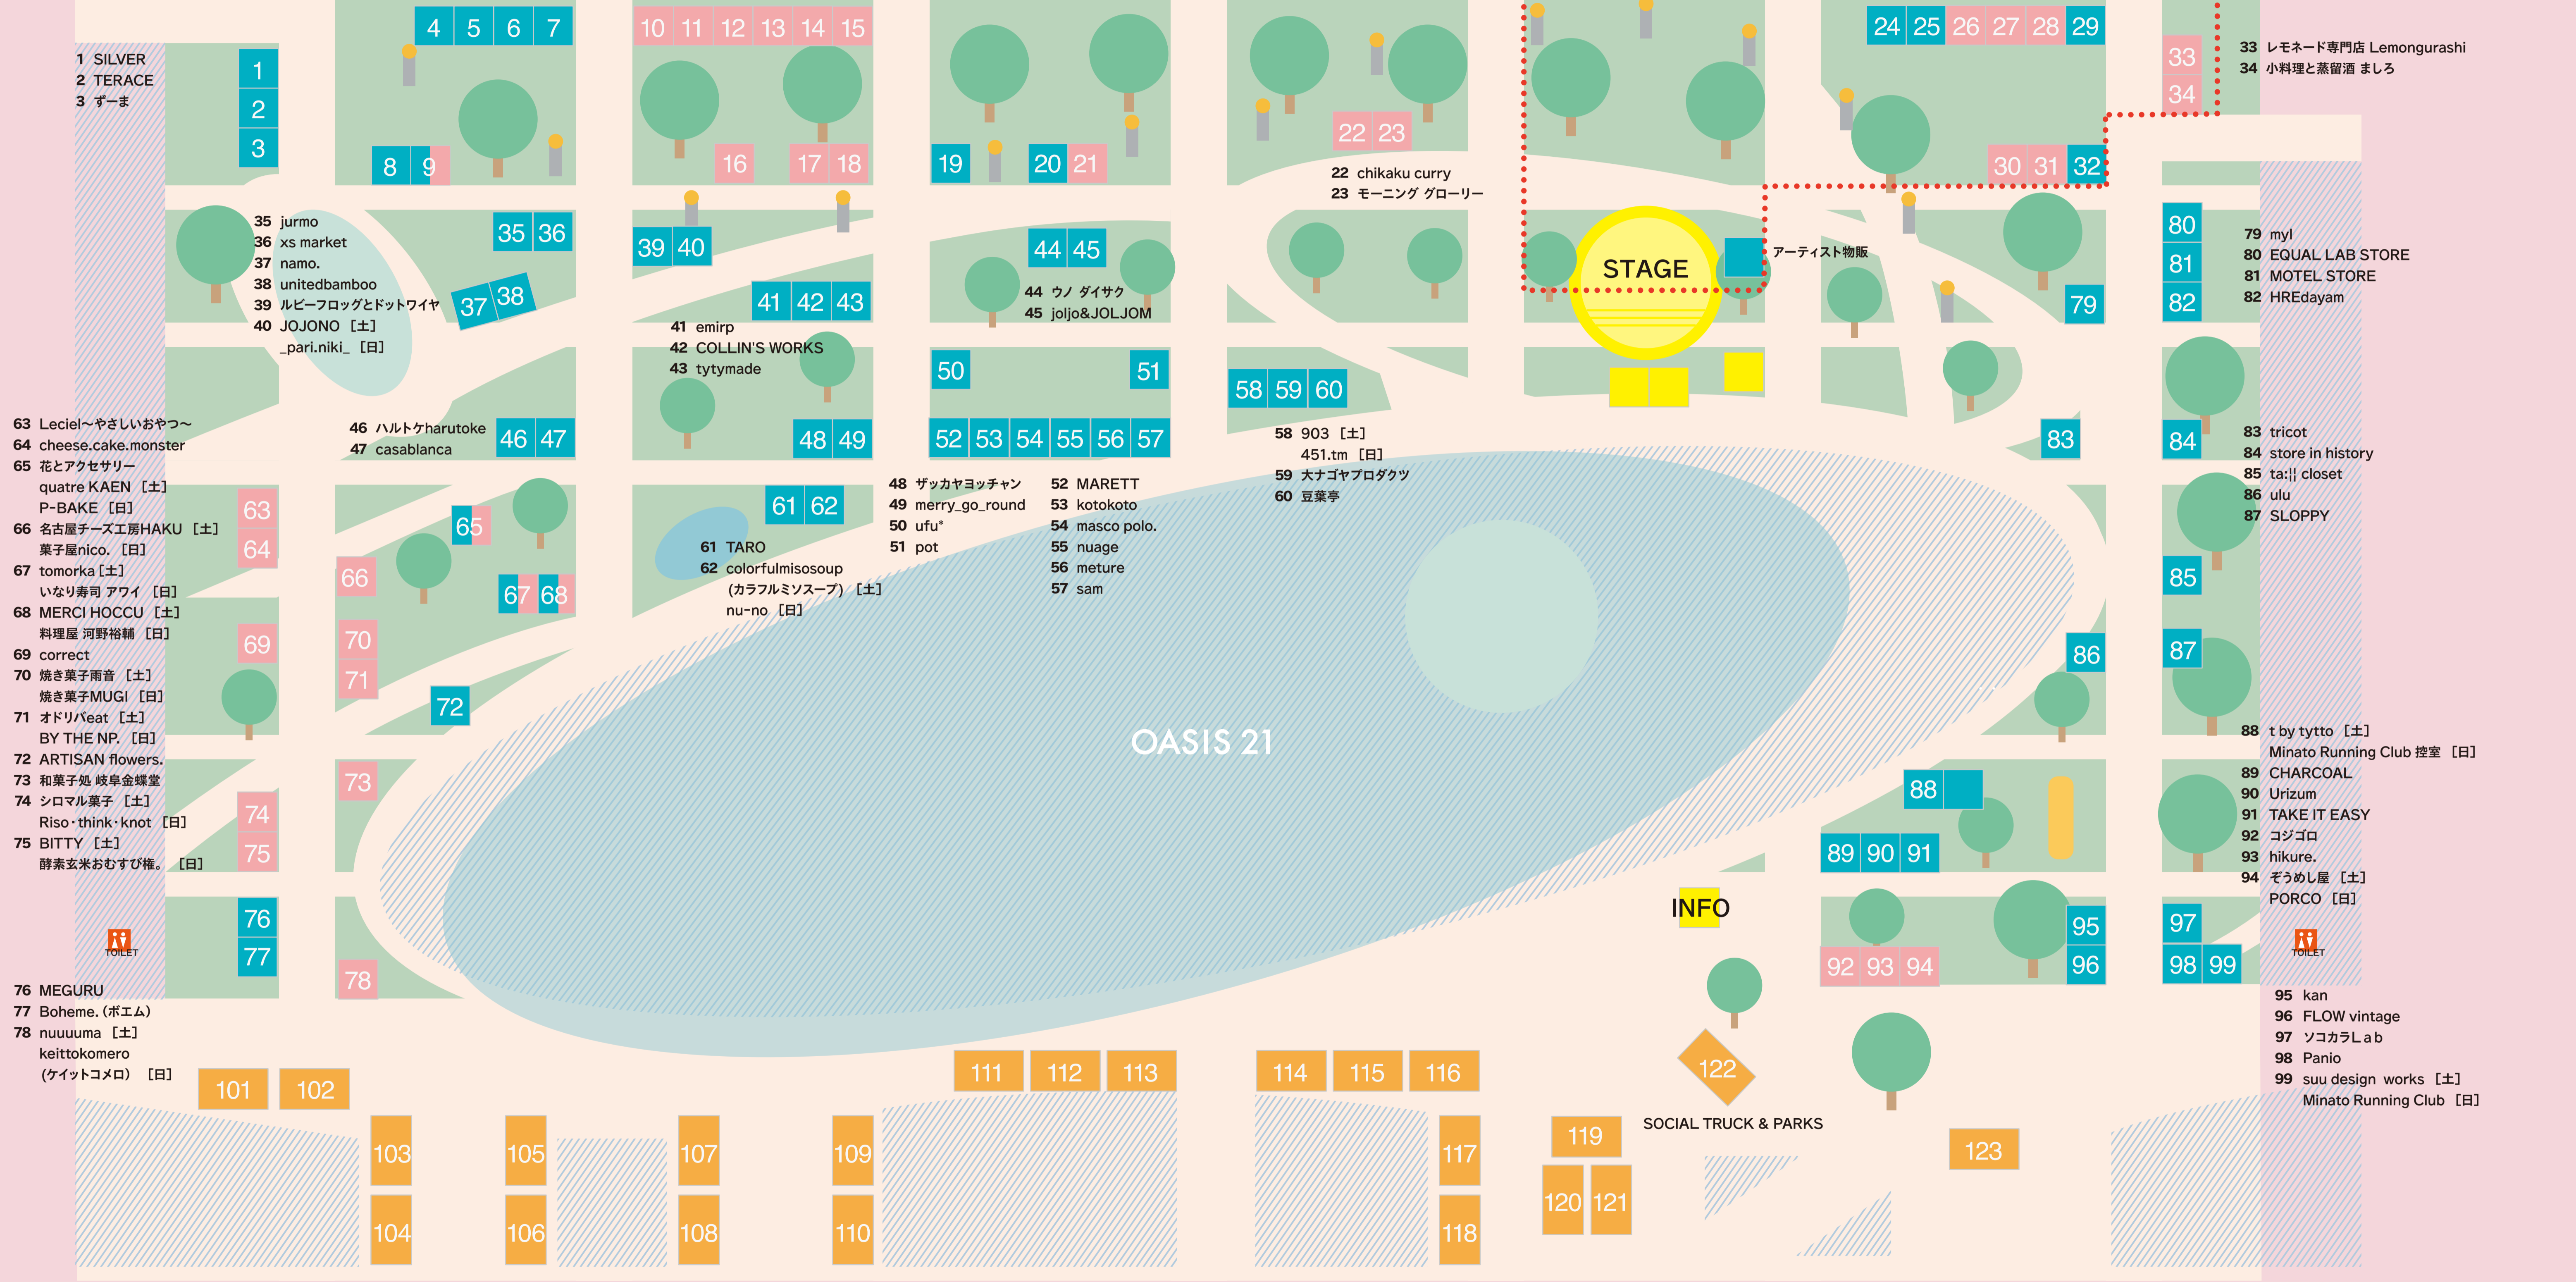 4 5 6 7
10 11 12 13 14 15
24 25 26 27 28 29
1 SILVER
2 TERACE
3 ずーま
1
2
3
33
34
33 レモネード専門店 Lemongurashi
34 小料理と蒸留酒 ましろ
8 9
16 17 18
19 20 21
22 23
22 chikaku curry
23 モーニング グローリー
30 31 32
35 jurmo
36 xs market
37 namo.
38 unitedbamboo
39 ルビーフロッグとドットワイヤ
40 JOJONO [土]
_pari.niki_ [日]
35 36
37 38
39 40
41 42 43
41 emirp
42 COLLIN'S WORKS
43 tytymade
44 45
44 ウノ ダイサク
45 joljo&JOLJOM
STAGE
アーティスト物販
79
80
81
82
79 myl
80 EQUAL LAB STORE
81 MOTEL STORE
82 HREdayam
46 ハルトケharutoke
47 casablanca
46 47
48 49
50 51
52 53 54 55 56 57
58 59 60
58 903 [土]
451.tm [日]
59 大ナゴヤプロダクツ
60 豆葉亭
48 ザッカヤヨッチャン
49 merry_go_round
50 ufu*
51 pot
52 MARETT
53 kotokoto
54 masco polo.
55 nuage
56 meture
57 sam
61 62
61 TARO
62 colorfulmisosoup
(カラフルミソスープ) [土]
nu-no [日]
83
84
85
86
87
83 tricot
84 store in history
85 ta:¦¦ closet
86 ulu
87 SLOPPY
63 Leciel〜やさしいおやつ〜
64 cheese.cake.monster
65 花とアクセサリー
quatre KAEN [土]
P-BAKE [日]
66 名古屋チーズ工房HAKU [土]
菓子屋nico. [日]
67 tomorka [土]
いなり寿司 アワイ [日]
68 MERCI HOCCU [土]
料理屋 河野裕輔 [日]
69 correct
70 焼き菓子雨音 [土]
焼き菓子MUGI [日]
71 オドリバeat [土]
BY THE NP. [日]
72 ARTISAN flowers.
73 和菓子処 岐阜金蝶堂
74 シロマル菓子 [土]
Riso・think・knot [日]
75 BITTY [土]
酵素玄米おむすび権。 [日]
63
64
65
66
67 68
69
70
71
72
73
74
75
76
77
78
OASIS 21
88
89 90 91
INFO
92 93 94
95
96
97
98 99
88 t by tytto [土]
Minato Running Club 控室 [日]
89 CHARCOAL
90 Urizum
91 TAKE IT EASY
92 コジゴロ
93 hikure.
94 ぞうめし屋 [土]
PORCO [日]
TOILET
TOILET
76 MEGURU
77 Boheme. (ボエム)
78 nuuuuma [土]
keittokomero
(ケイットコメロ) [日]
95 kan
96 FLOW vintage
97 ソコカラLab
98 Panio
99 suu design works [土]
Minato Running Club [日]
101 102
111 112 113
114 115 116
122
SOCIAL TRUCK & PARKS
103 105 107 109
117
119
123
104 106 108 110
118
120 121